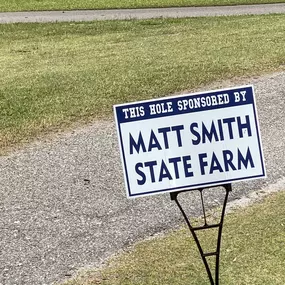 THIS HOLE SPONSORED BY
MATT SMITH
STATE FARM